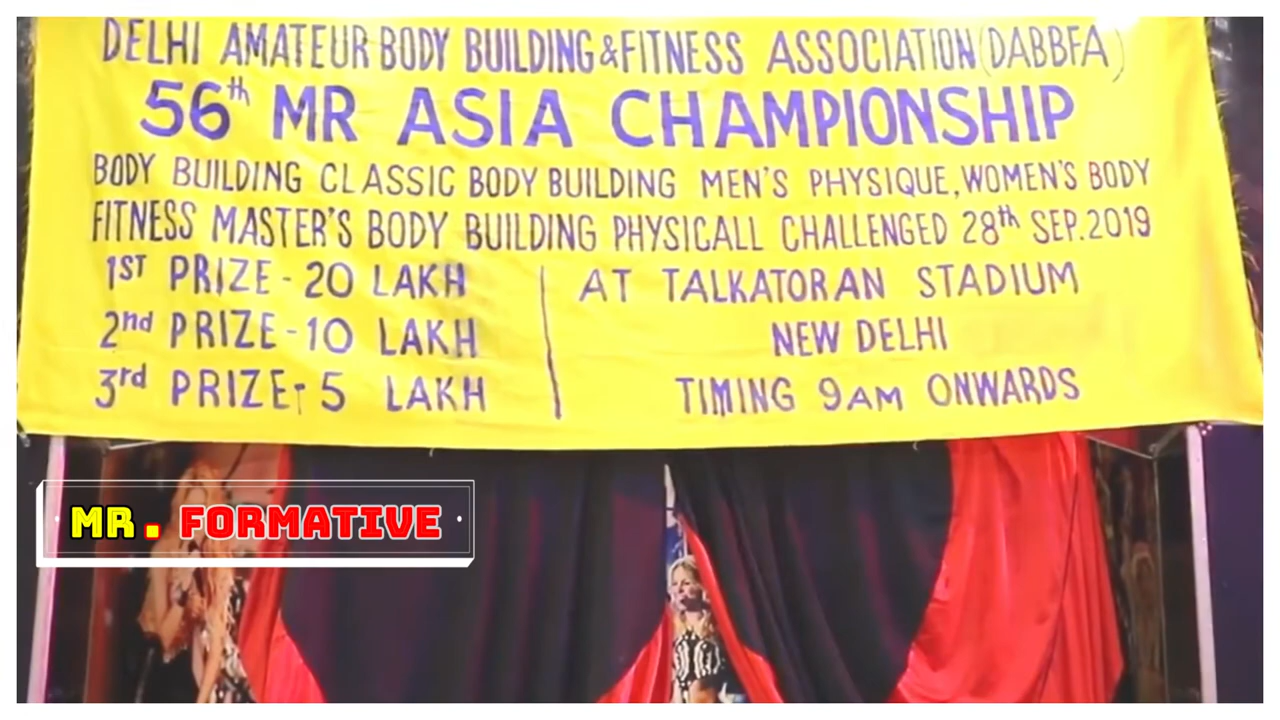 DELHI AMATEUR BODY BUILDING & FITNESS ASSOCIATION (DABBFA)
56th MR ASIA CHAMPIONSHIP
BODY BUILDING CLASSIC BODY BUILDING MEN'S PHYSIQUE, WOMEN'S BODY
FITNESS MASTER'S BODY BUILDING PHYSICALL CHALLENGED 28th SEP.2019
1ST PRIZE - 20 LAKH
2nd PRIZE - 10 LAKH
3rd PRIZE - 5 LAKH
AT TALKATORAN STADIUM
NEW DELHI
TIMING 9AM ONWARDS
MR. FORMATIVE